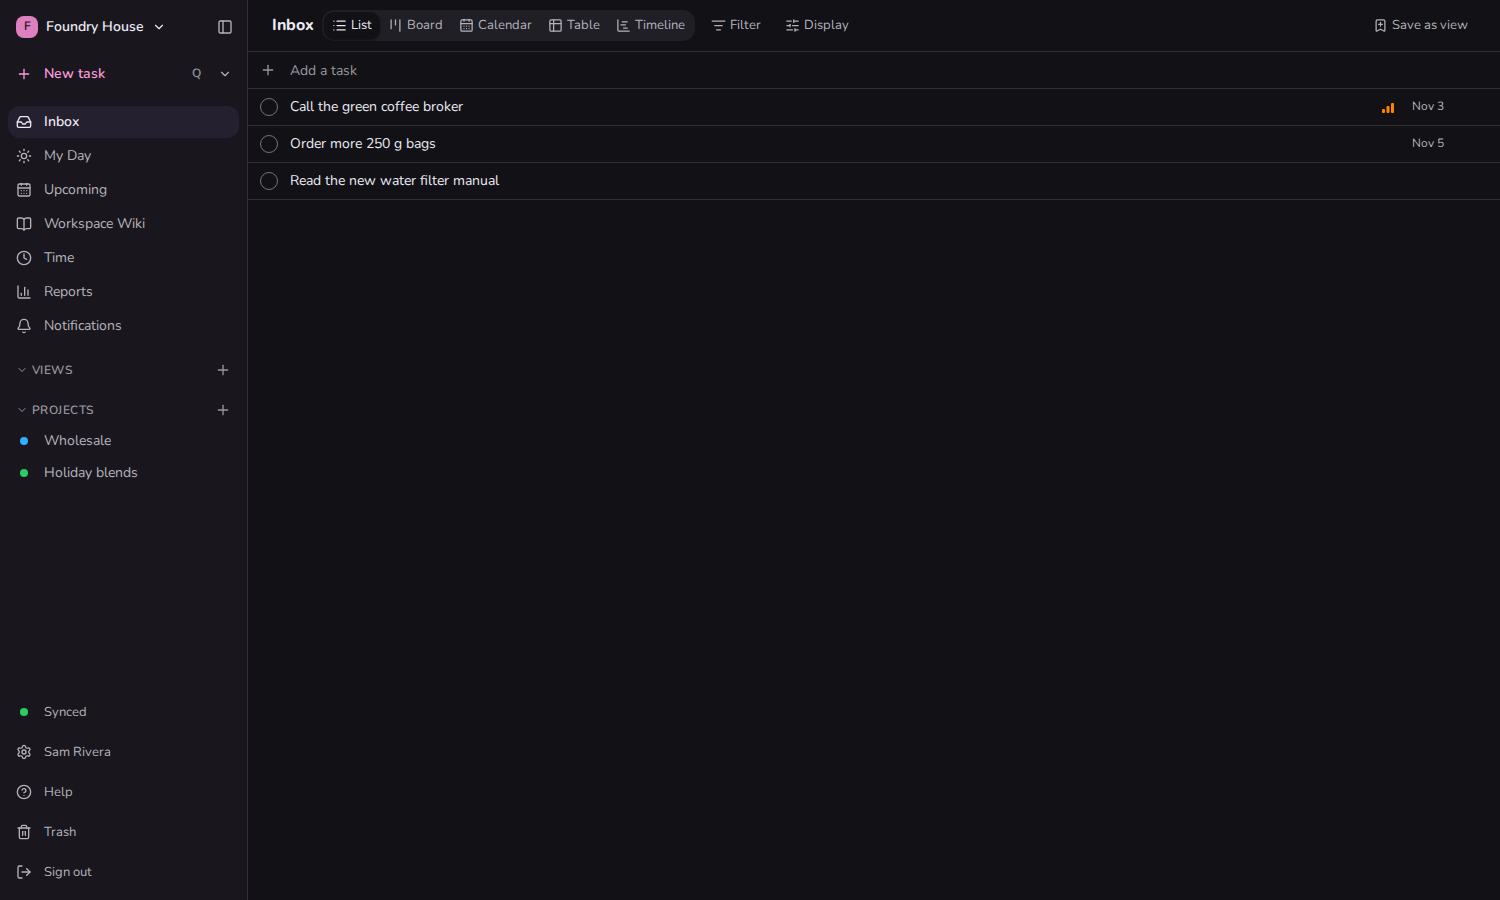 F Foundry House
New task Q
Inbox
My Day
Upcoming
Workspace Wiki
Time
Reports
Notifications
VIEWS
PROJECTS
Wholesale
Holiday blends
Synced
Sam Rivera
Help
Trash
Sign out
Inbox List Board Calendar Table Timeline Filter Display Save as view
Add a task
Call the green coffee broker Nov 3
Order more 250 g bags Nov 5
Read the new water filter manual